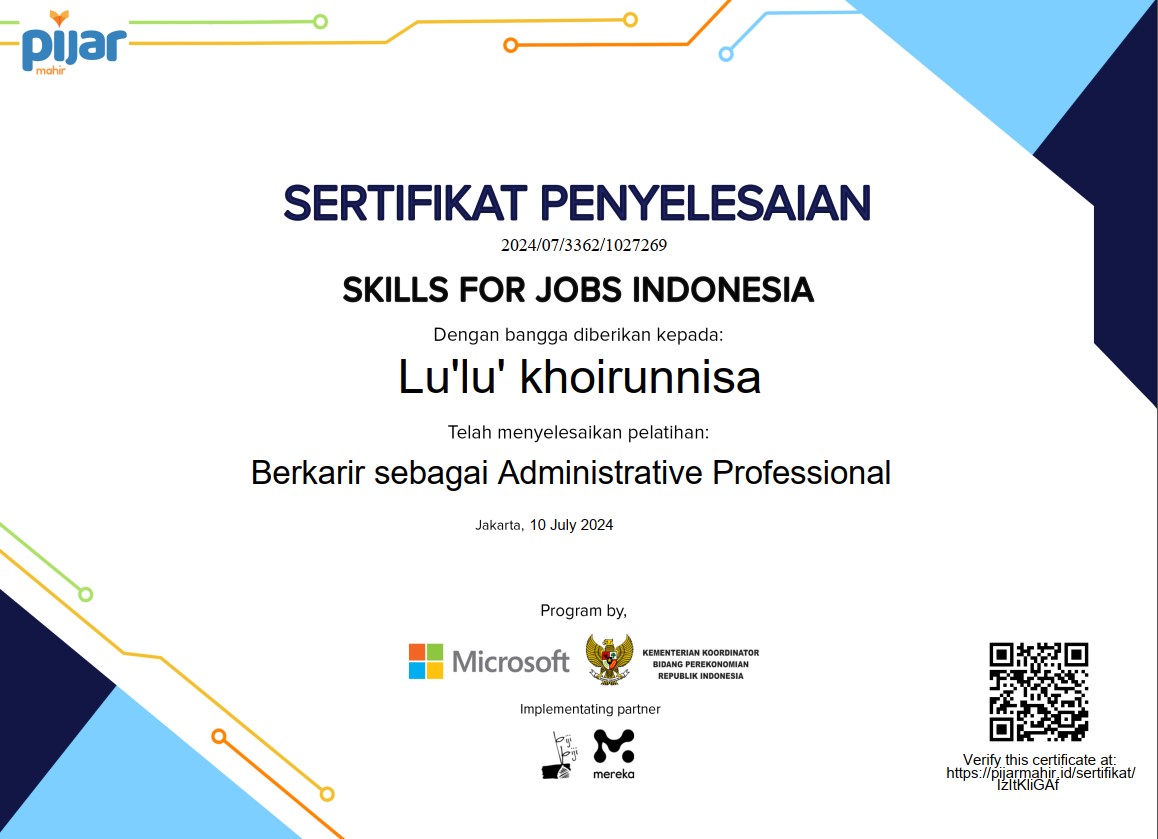 pijar
mahir
SERTIFIKAT PENYELESAIAN
2024/07/3362/1027269
SKILLS FOR JOBS INDONESIA
Dengan bangga diberikan kepada:
Lu'lu' khoirunnisa
Telah menyelesaikan pelatihan:
Berkarir sebagai Administrative Professional
Jakarta, 10 July 2024
Program by,
Microsoft
KEMENTERIAN KOORDINATOR
BIDANG PEREKONOMIAN
REPUBLIK INDONESIA
Implementating partner
biji
biji
mereka
Verify this certificate at:
https://pijarmahir.id/sertifikat/